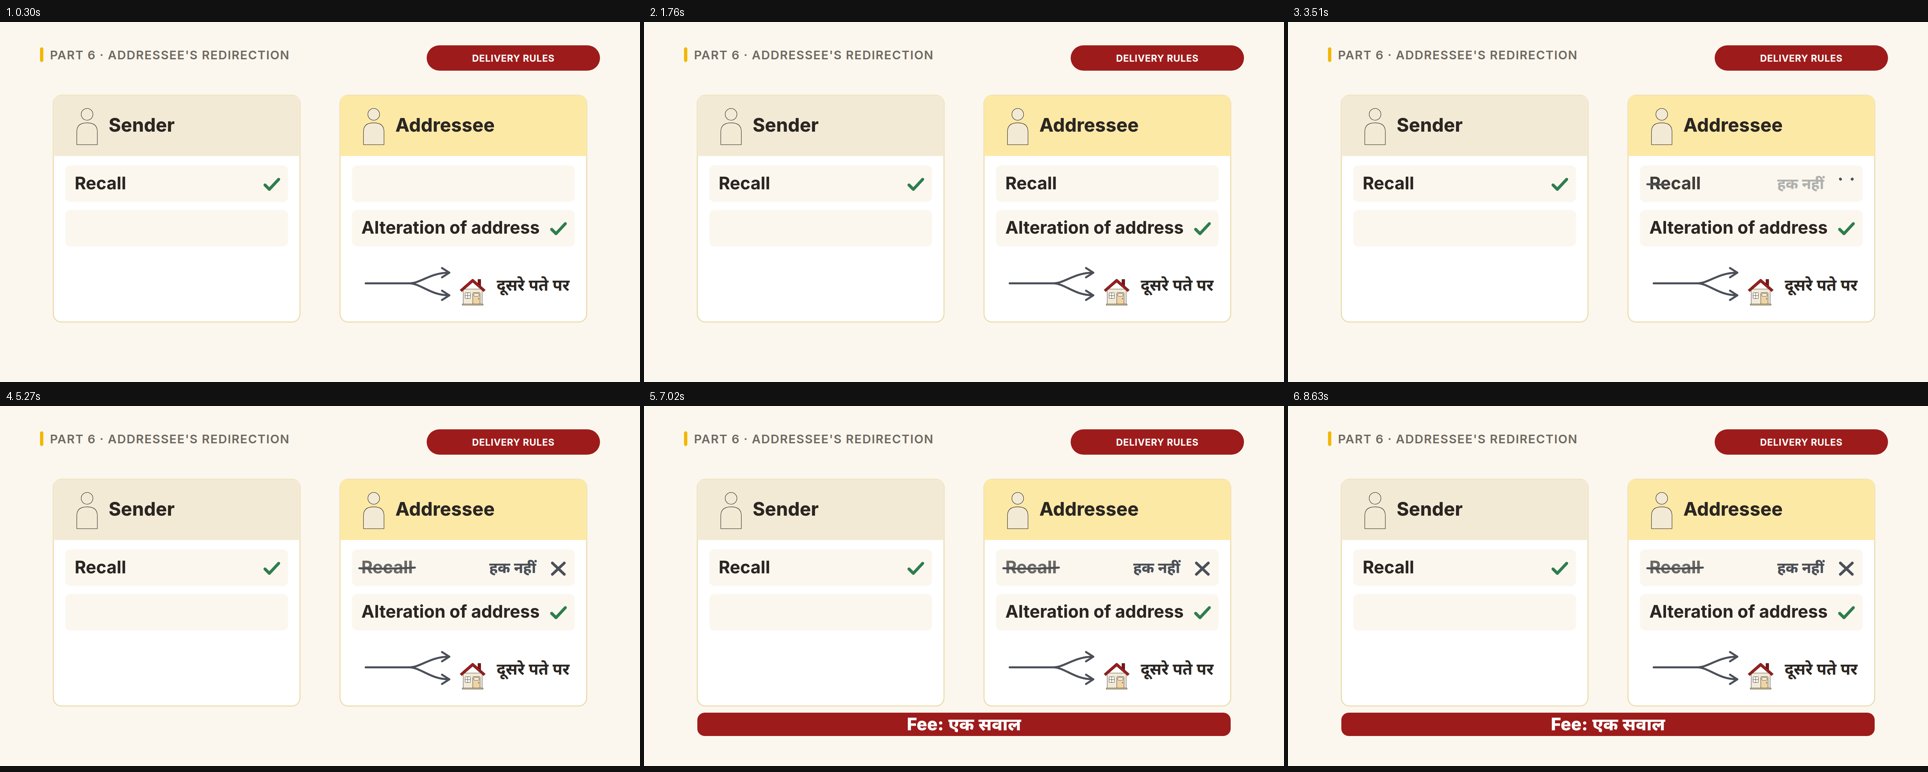 1. 0.30s
PART 6 · ADDRESSEE'S REDIRECTION
DELIVERY RULES
Sender
Addressee
Recall
Alteration of address
दूसरे पते पर
2. 1.76s
PART 6 · ADDRESSEE'S REDIRECTION
DELIVERY RULES
Sender
Addressee
Recall
Recall
Alteration of address
दूसरे पते पर
3. 3.51s
PART 6 · ADDRESSEE'S REDIRECTION
DELIVERY RULES
Sender
Addressee
Recall
Recall हक नहीं
Alteration of address
दूसरे पते पर
4. 5.27s
PART 6 · ADDRESSEE'S REDIRECTION
DELIVERY RULES
Sender
Addressee
Recall
Recall हक नहीं
Alteration of address
दूसरे पते पर
5. 7.02s
PART 6 · ADDRESSEE'S REDIRECTION
DELIVERY RULES
Sender
Addressee
Recall
Recall हक नहीं
Alteration of address
दूसरे पते पर
Fee: एक सवाल
6. 8.63s
PART 6 · ADDRESSEE'S REDIRECTION
DELIVERY RULES
Sender
Addressee
Recall
Recall हक नहीं
Alteration of address
दूसरे पते पर
Fee: एक सवाल